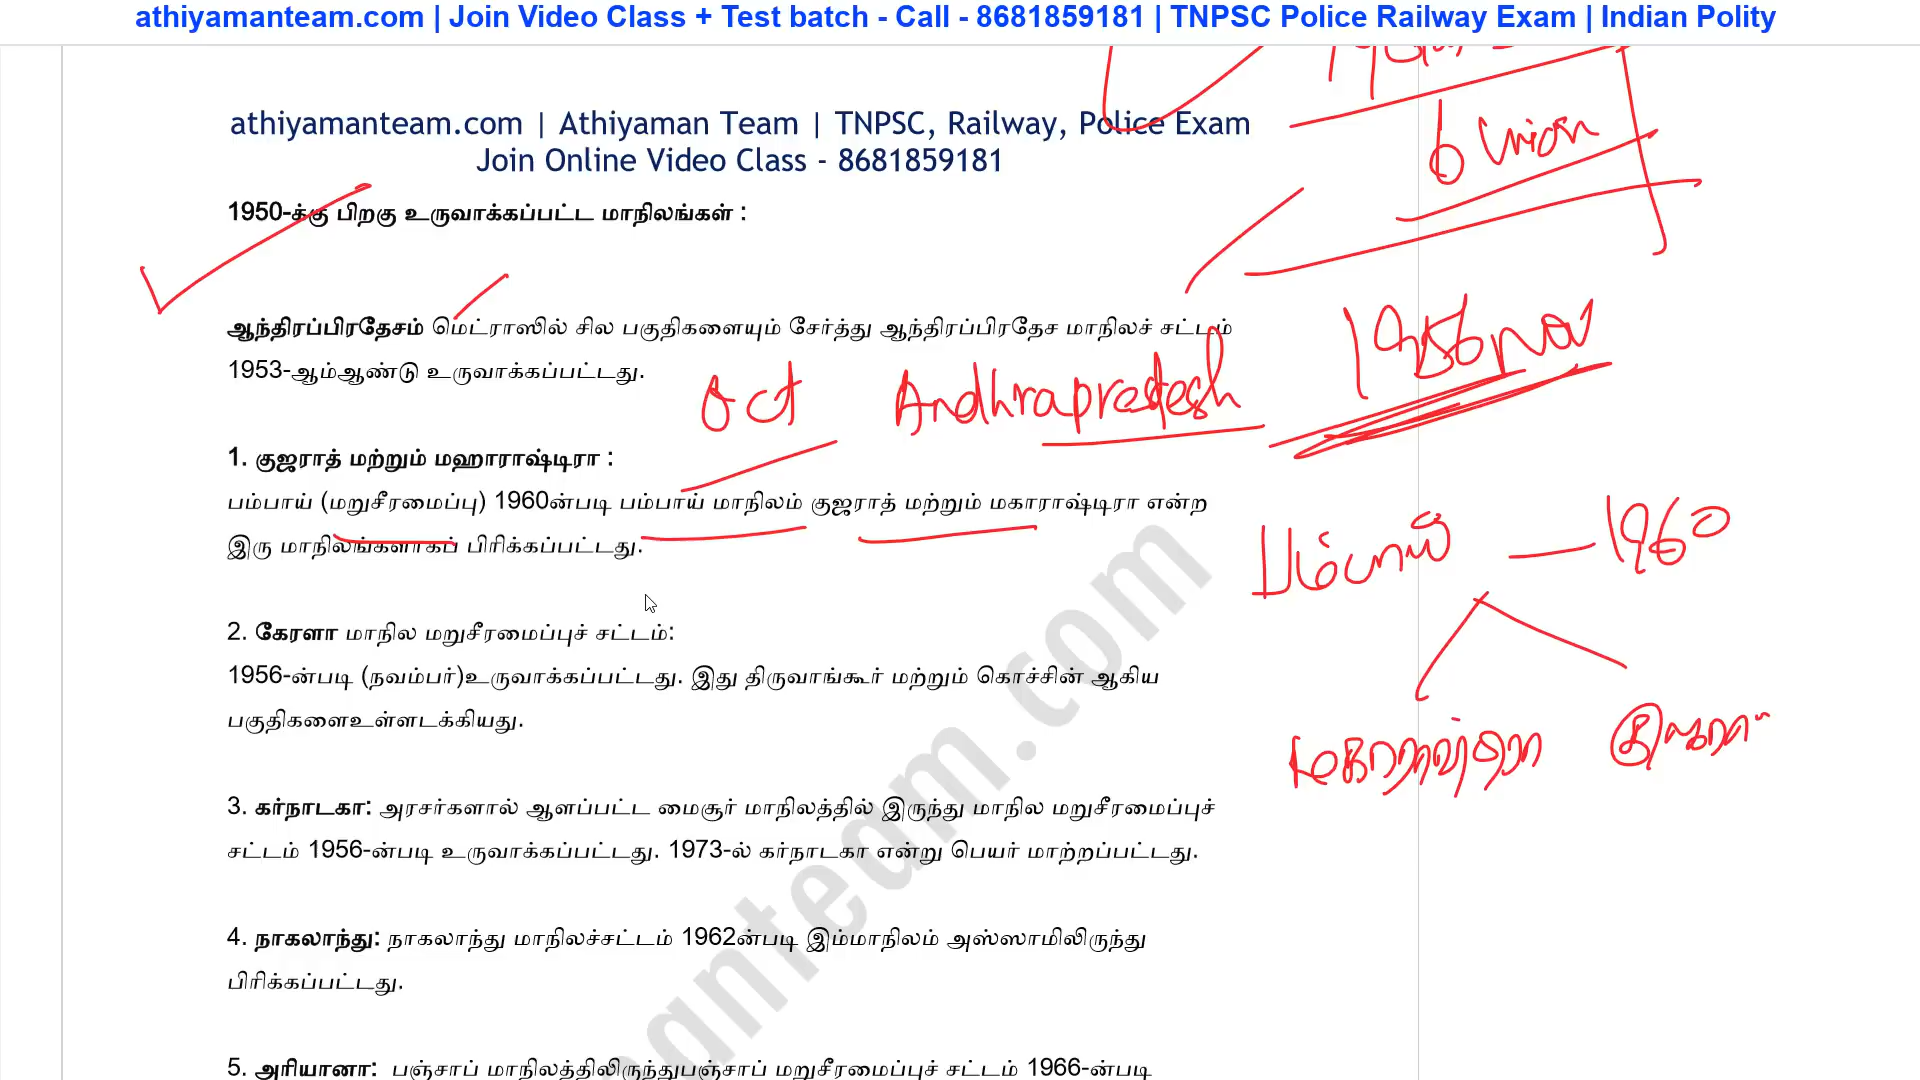 athiyamanteam.com | Join Video Class + Test batch - Call - 8681859181 | TNPSC Police Railway Exam | Indian Polity
athiyamanteam.com | Athiyaman Team | TNPSC, Railway, Police Exam
6 Union
Join Online Video Class - 8681859181
1950-க்கு பிறகு உருவாக்கப்பட்ட மாநிலங்கள் :
ஆந்திரப்பிரதேசம் மெட்ராஸில் சில பகுதிகளையும் சேர்த்து ஆந்திரப்பிரதேச மாநிலச் சட்டம்
1956 nov
1953-ஆம்ஆண்டு உருவாக்கப்பட்டது.
Oct Andhrapradesh
1. குஜராத் மற்றும் மஹாராஷ்டிரா :
பம்பாய் (மறுசீரமைப்பு) 1960ன்படி பம்பாய் மாநிலம் குஜராத் மற்றும் மகாராஷ்டிரா என்ற
இரு மாநிலங்களாகப் பிரிக்கப்பட்டது.
பம்பாய் — 1960
2. கேரளா மாநில மறுசீரமைப்புச் சட்டம்:
1956-ன்படி (நவம்பர்)உருவாக்கப்பட்டது. இது திருவாங்கூர் மற்றும் கொச்சின் ஆகிய
பகுதிகளைஉள்ளடக்கியது.
3. கர்நாடகா: அரசர்களால் ஆளப்பட்ட மைசூர் மாநிலத்தில் இருந்து மாநில மறுசீரமைப்புச்
சட்டம் 1956-ன்படி உருவாக்கப்பட்டது. 1973-ல் கர்நாடகா என்று பெயர் மாற்றப்பட்டது.
4. நாகலாந்து: நாகலாந்து மாநிலச்சட்டம் 1962ன்படி இம்மாநிலம் அஸ்ஸாமிலிருந்து
பிரிக்கப்பட்டது.
5. அரியானா: பஞ்சாப் மாநிலத்திலிருந்துபஞ்சாப் மறுசீரமைப்புச் சட்டம் 1966-ன்படி
anteam.com